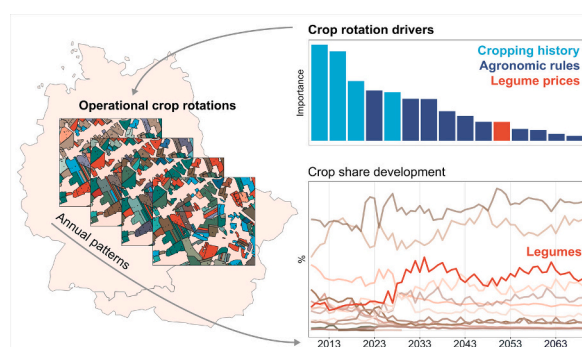 Crop rotation drivers
Cropping history
Agronomic rules
Legume prices
Importance
Operational crop rotations
Annual patterns
Crop share development
Legumes
%
2013 2023 2033 2043 2053 2063